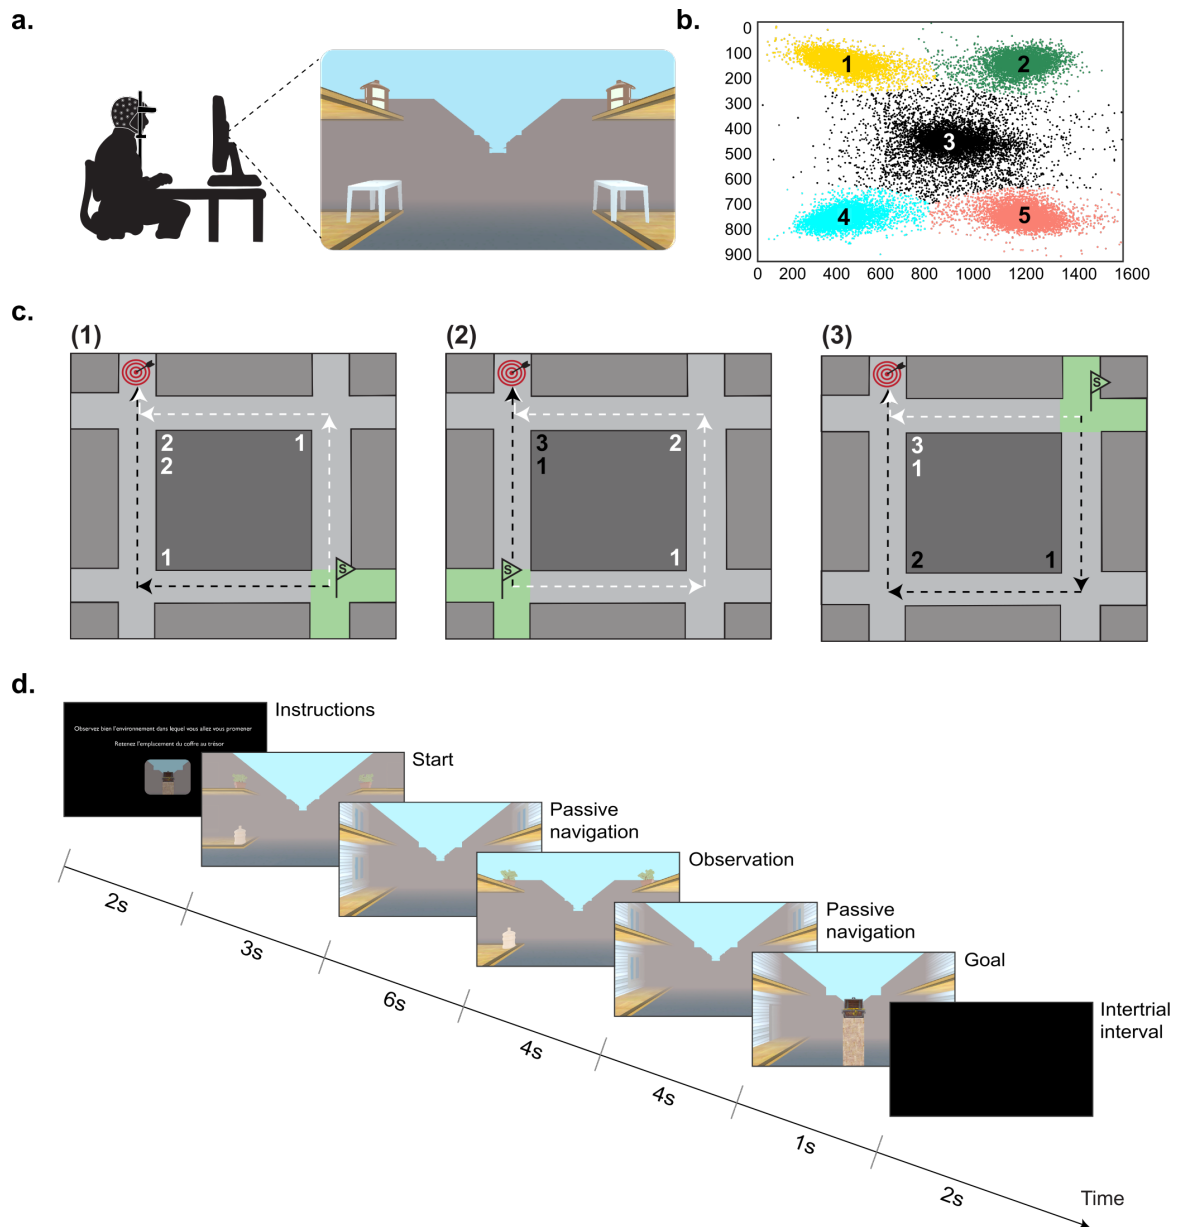 a.
b.
0
100
200
300
400
500
600
700
800
900
0 200 400 600 800 1000 1200 1400 1600
1
2
3
4
5
c.
(1)
(2)
(3)
2 1
2
1
S
3 2
1
1
S
S
3
1
2 1
d.
Observez bien l'environnement dans lequel vous allez vous promener
Retenez l'emplacement du coffre au trésor
Instructions
Start
Passive
navigation
Observation
Passive
navigation
Goal
Intertrial
interval
2s
3s
6s
4s
4s
1s
2s
Time